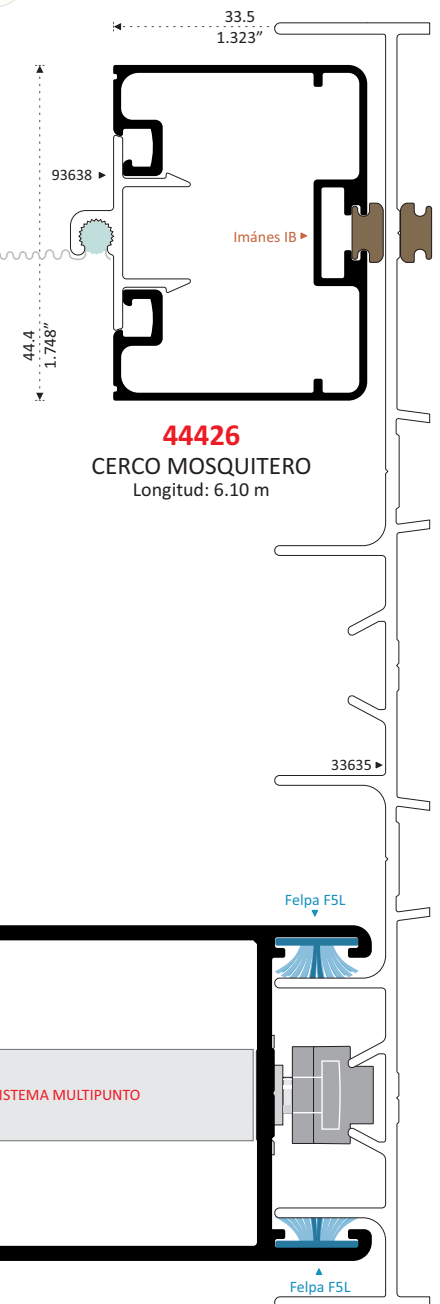 33.5
1.323"
93638
Imánes IB
44.4
1.748"
44426
CERCO MOSQUITERO
Longitud: 6.10 m
33635
Felpa F5L
ISTEMA MULTIPUNTO
Felpa F5L